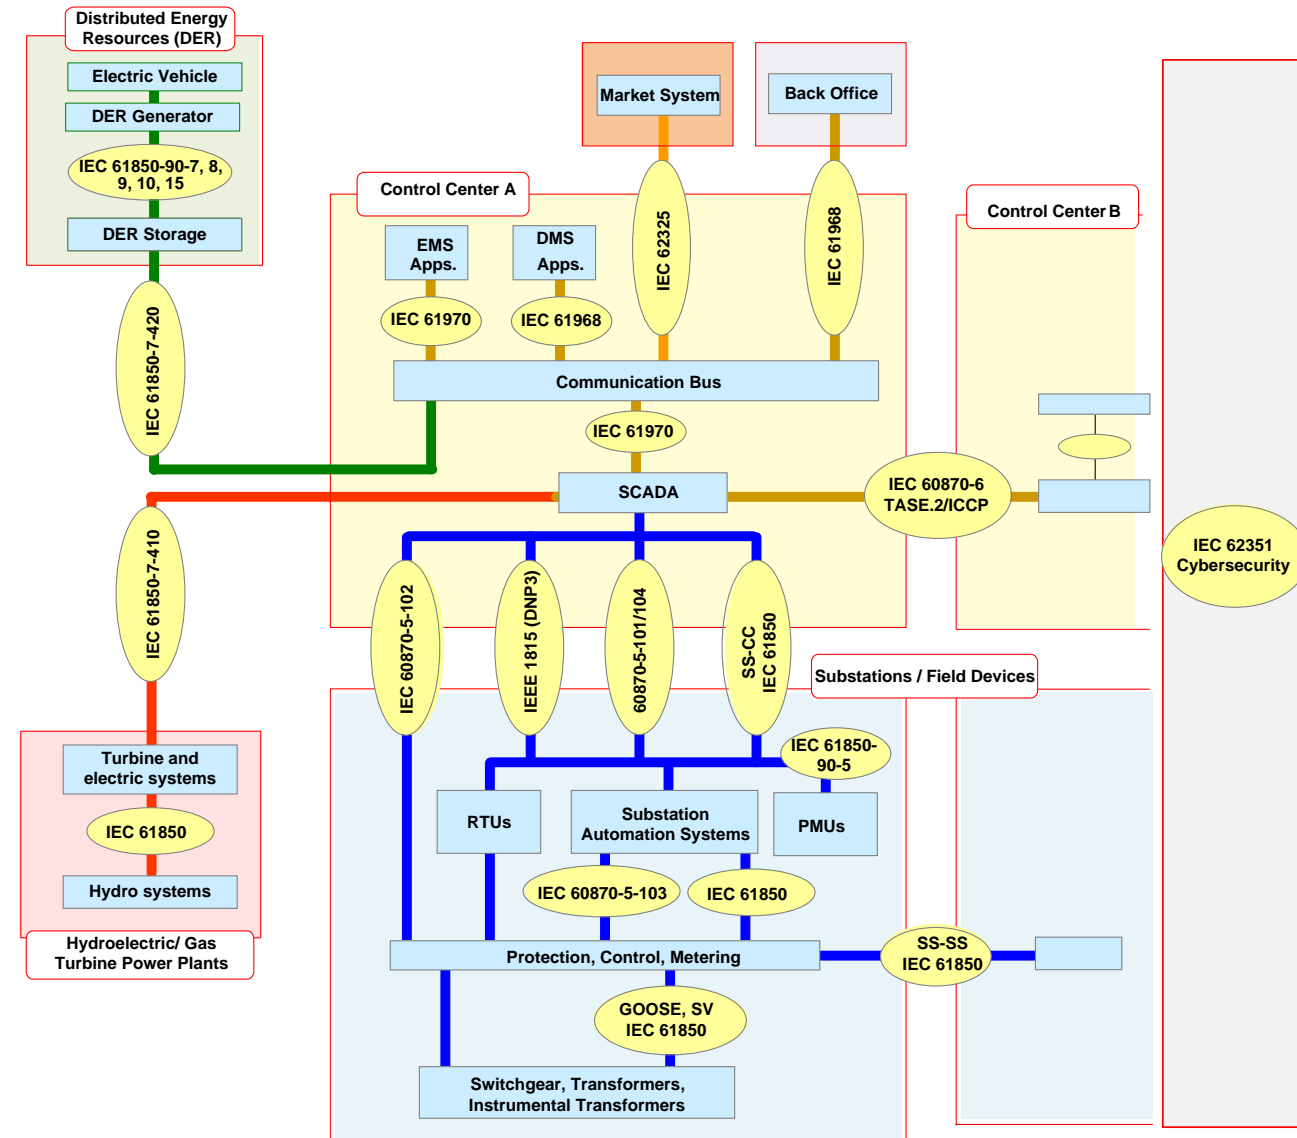 Distributed Energy
Resources (DER)
Electric Vehicle
DER Generator
IEC 61850-90-7, 8,
9, 10, 15
DER Storage
IEC 61850-7-420
Market System
Back Office
IEC 62325
IEC 61968
Control Center A
EMS
Apps.
DMS
Apps.
IEC 61970
IEC 61968
Communication Bus
IEC 61970
SCADA
Control Center B
IEC 60870-6
TASE.2/ICCP
IEC 62351
Cybersecurity
IEC 61850-7-410
IEC 60870-5-102
IEEE 1815 (DNP3)
60870-5-101/104
SS-CC
IEC 61850
Substations / Field Devices
IEC 61850-
90-5
Turbine and
electric systems
IEC 61850
Hydro systems
Hydroelectric/ Gas
Turbine Power Plants
RTUs
Substation
Automation Systems
PMUs
IEC 60870-5-103
IEC 61850
Protection, Control, Metering
SS-SS
IEC 61850
GOOSE, SV
IEC 61850
Switchgear, Transformers,
Instrumental Transformers